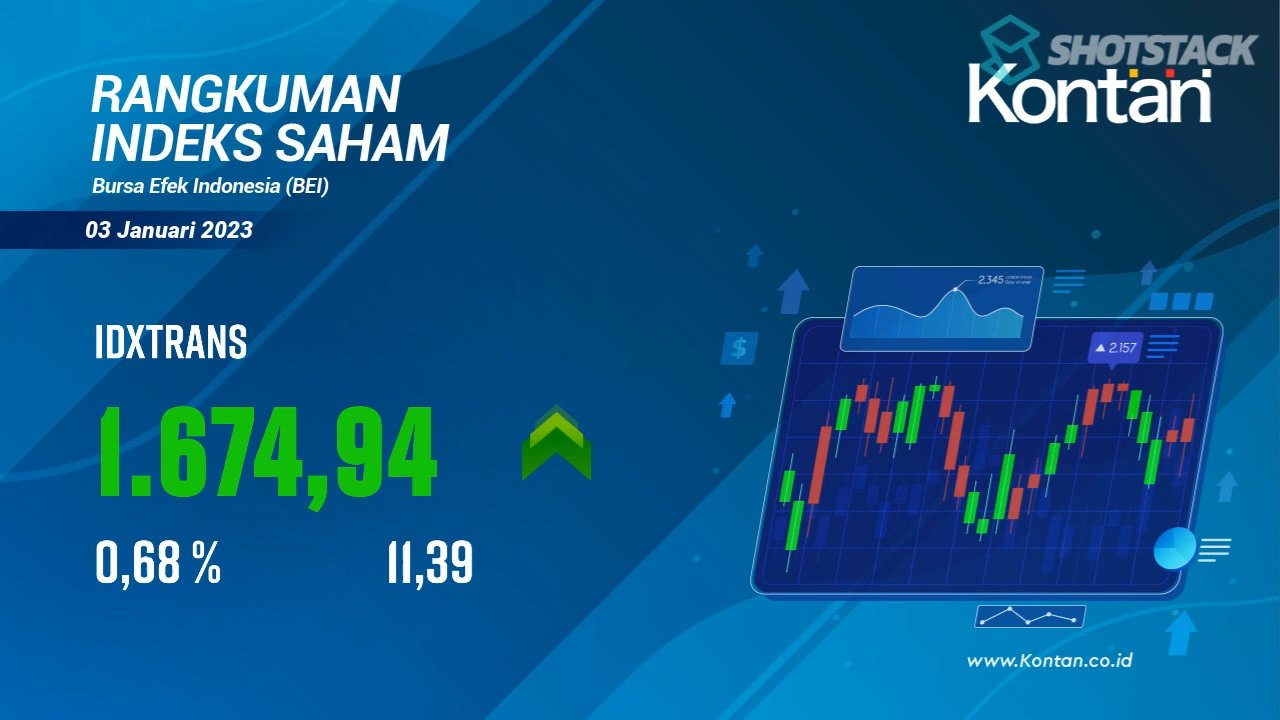 SHOTSTACK
Kontan
RANGKUMAN
INDEKS SAHAM
Bursa Efek Indonesia (BEI)
03 Januari 2023
IDXTRANS
1.674,94
0,68 %
11,39
2.345
$
2.157
www.Kontan.co.id